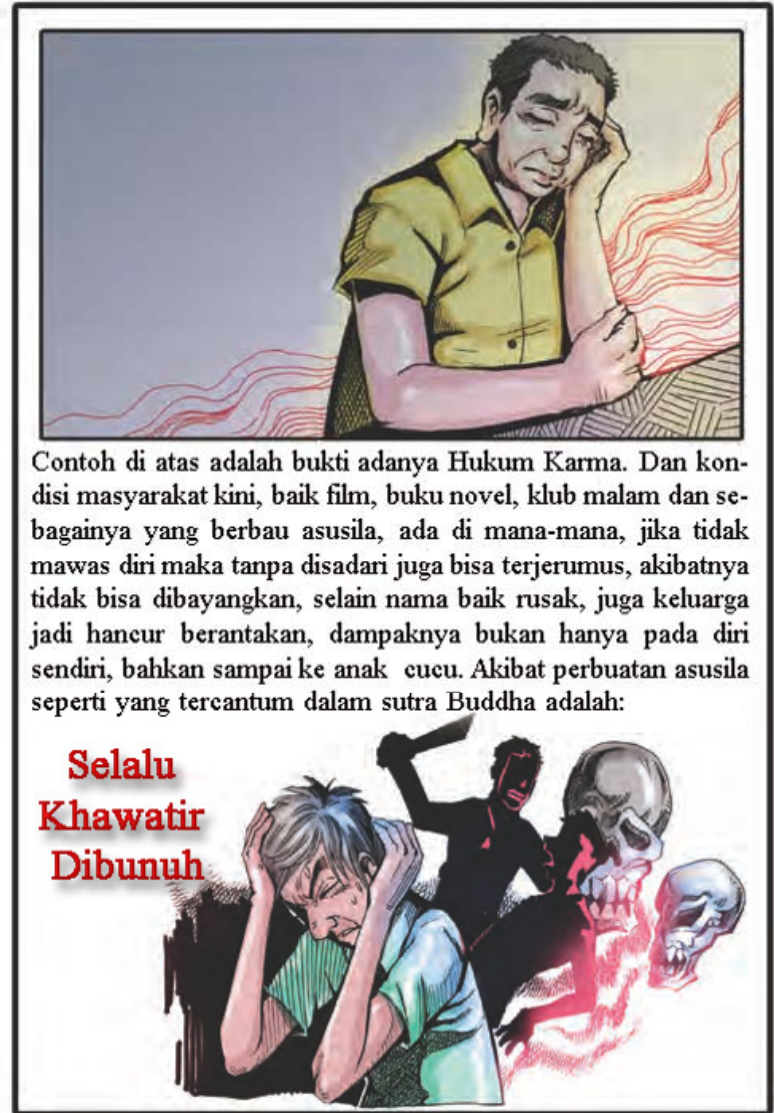 Contoh di atas adalah bukti adanya Hukum Karma. Dan kon-
disi masyarakat kini, baik film, buku novel, klub malam dan se-
bagainya yang berbau asusila, ada di mana-mana, jika tidak
mawas diri maka tanpa disadari juga bisa terjerumus, akibatnya
tidak bisa dibayangkan, selain nama baik rusak, juga keluarga
jadi hancur berantakan, dampaknya bukan hanya pada diri
sendiri, bahkan sampai ke anak cucu. Akibat perbuatan asusila
seperti yang tercantum dalam sutra Buddha adalah:
Selalu
Khawatir
Dibunuh